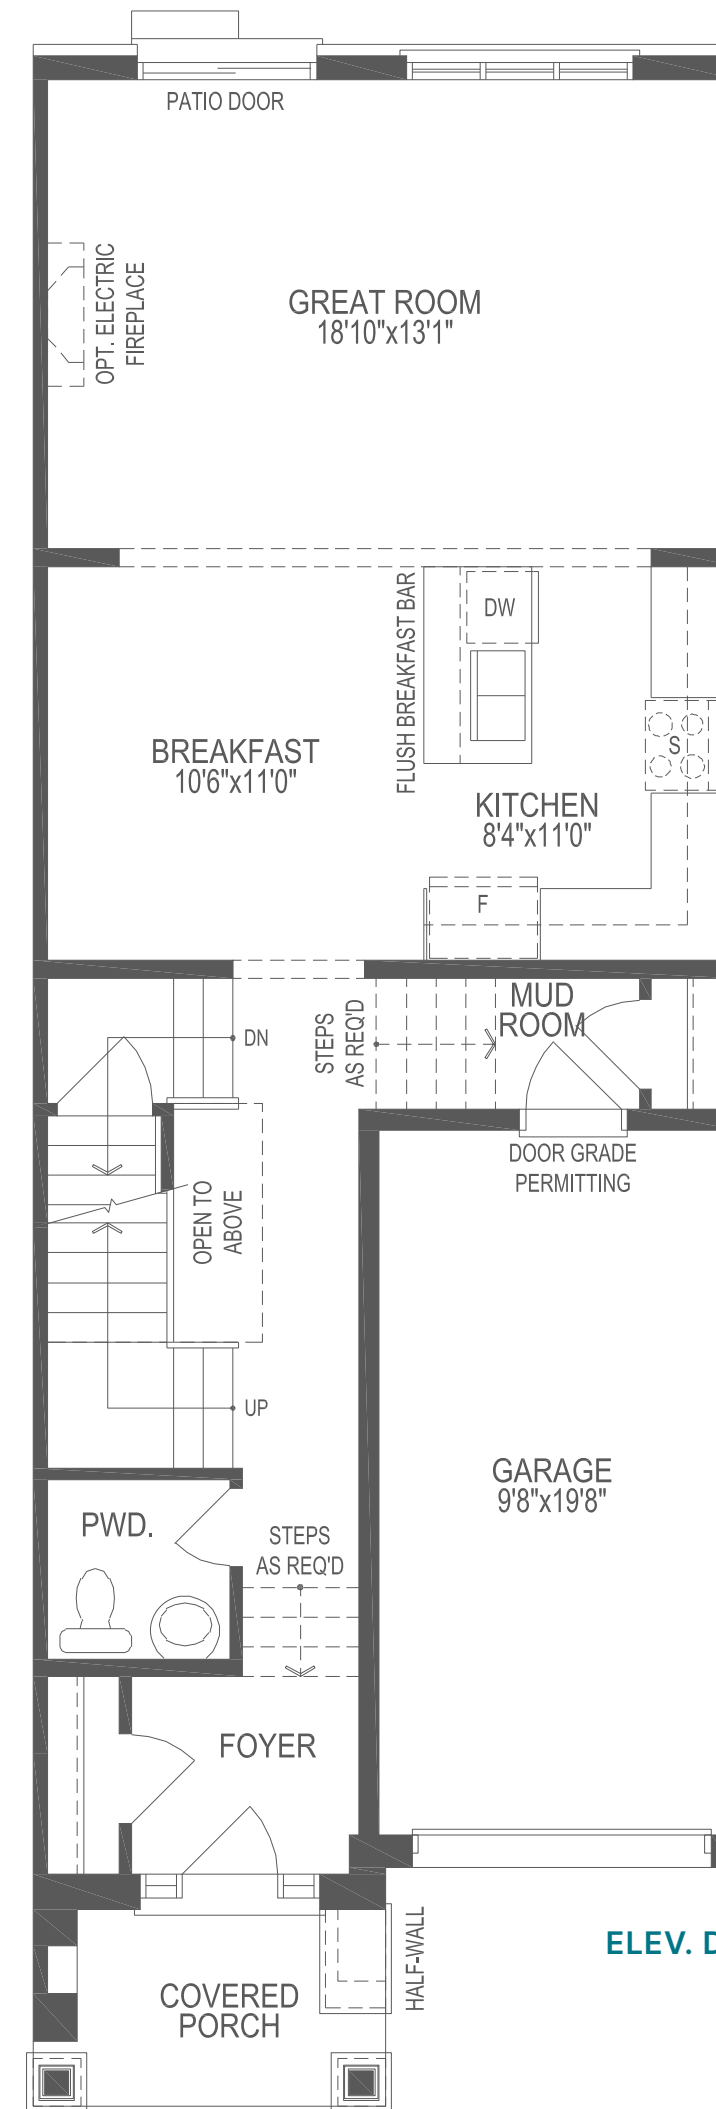 PATIO DOOR
OPT. ELECTRIC
FIREPLACE
GREAT ROOM
18'10"x13'1"
FLUSH BREAKFAST BAR
DW
BREAKFAST
10'6"x11'0"
S
KITCHEN
8'4"x11'0"
F
DN
STEPS
AS REQ'D
MUD
ROOM
DOOR GRADE
PERMITTING
OPEN TO
ABOVE
UP
GARAGE
9'8"x19'8"
PWD.
STEPS
AS REQ'D
FOYER
HALF-WALL
ELEV. D
COVERED
PORCH